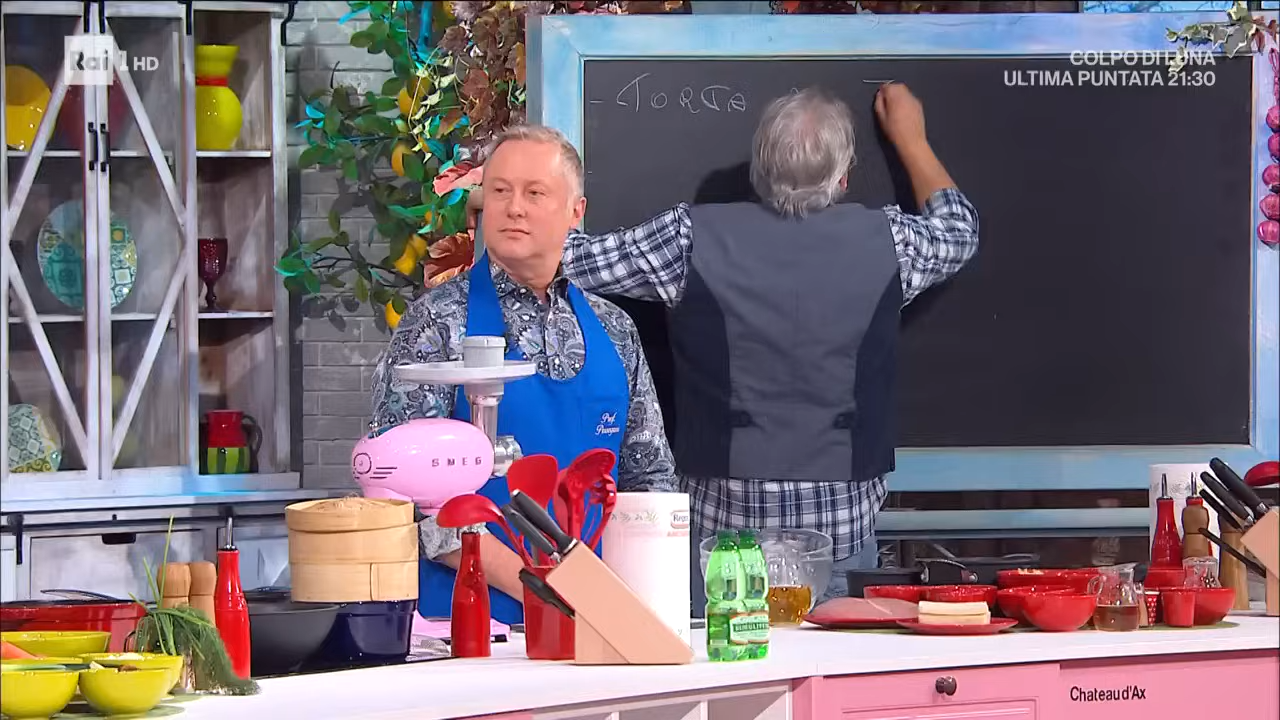 Rai 1 HD
COLPO DI LUNA
ULTIMA PUNTATA 21:30
- TORTA
SMEG
Prof.
Chateau d'Ax